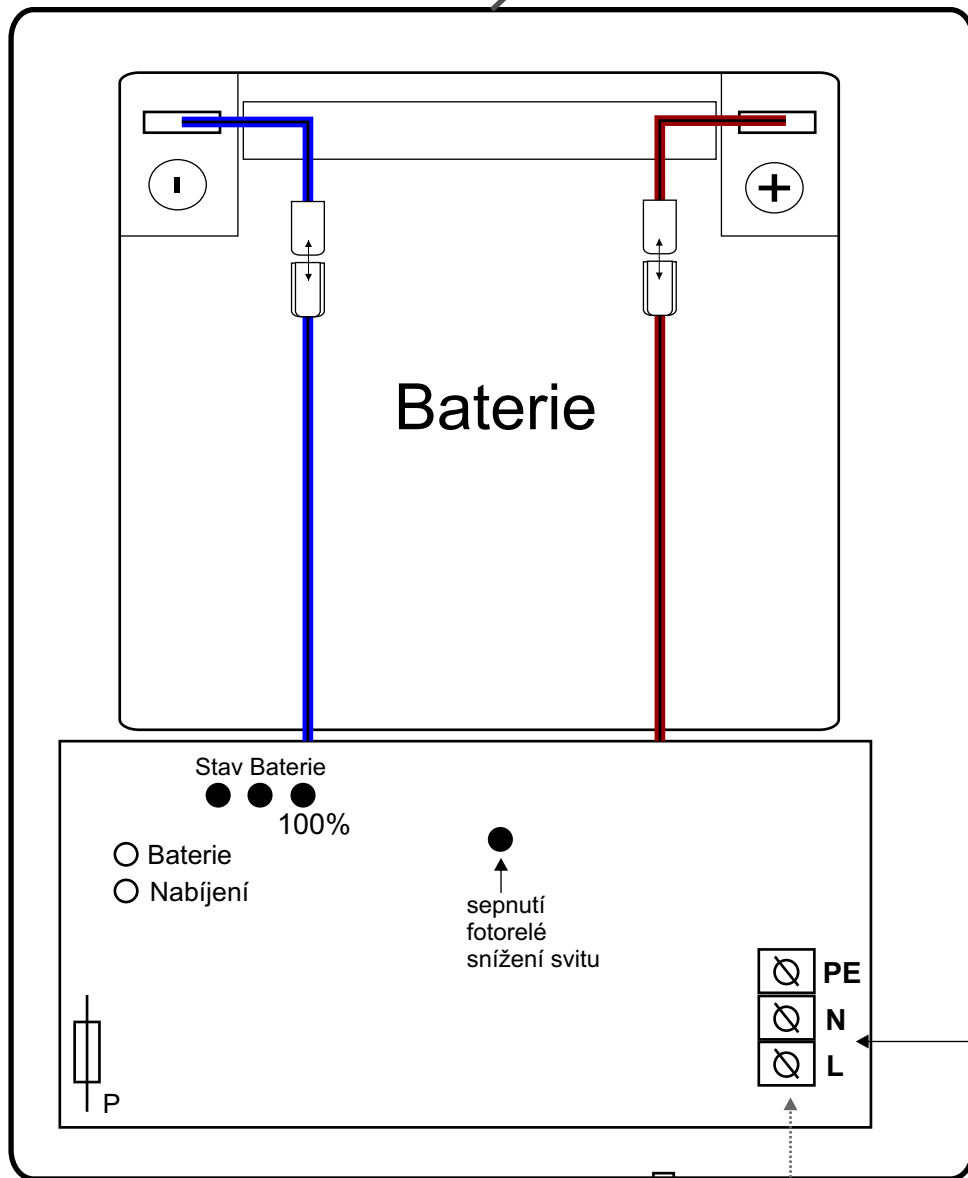 Baterie
Stav Baterie
100%
Baterie
Nabíjení
sepnutí
fotorelé
snížení svitu
PE
N
L
P